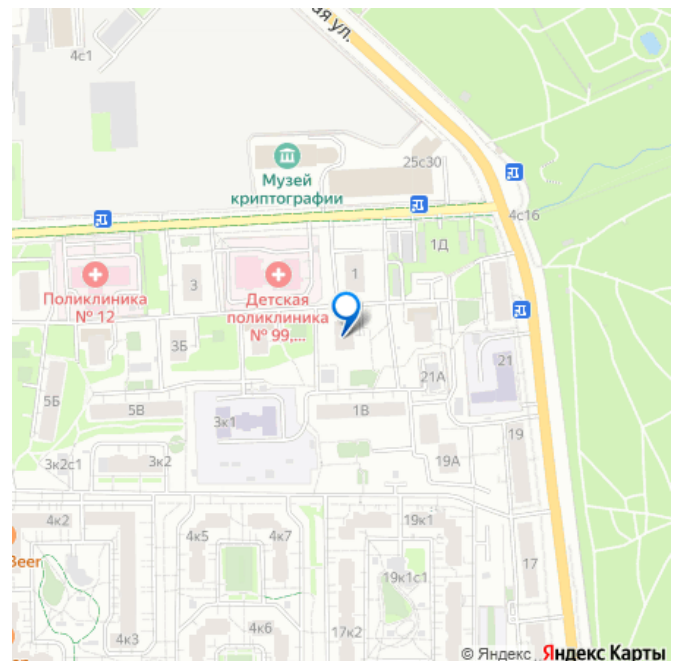 ая ул.
4с1
25с30
Музей
криптографии
4с16
1Д
Поликлиника
№ 12
3
Детская
поликлиника
№ 99,...
1
3Б
5Б
5В
3к1
1В
21А
21
19
19А
3к2с1
3к2
4к2
4к5
4к7
19к1
Beer
19к1с1
17
4к3
4к6
17к2
© Яндекс
Яндекс Карты